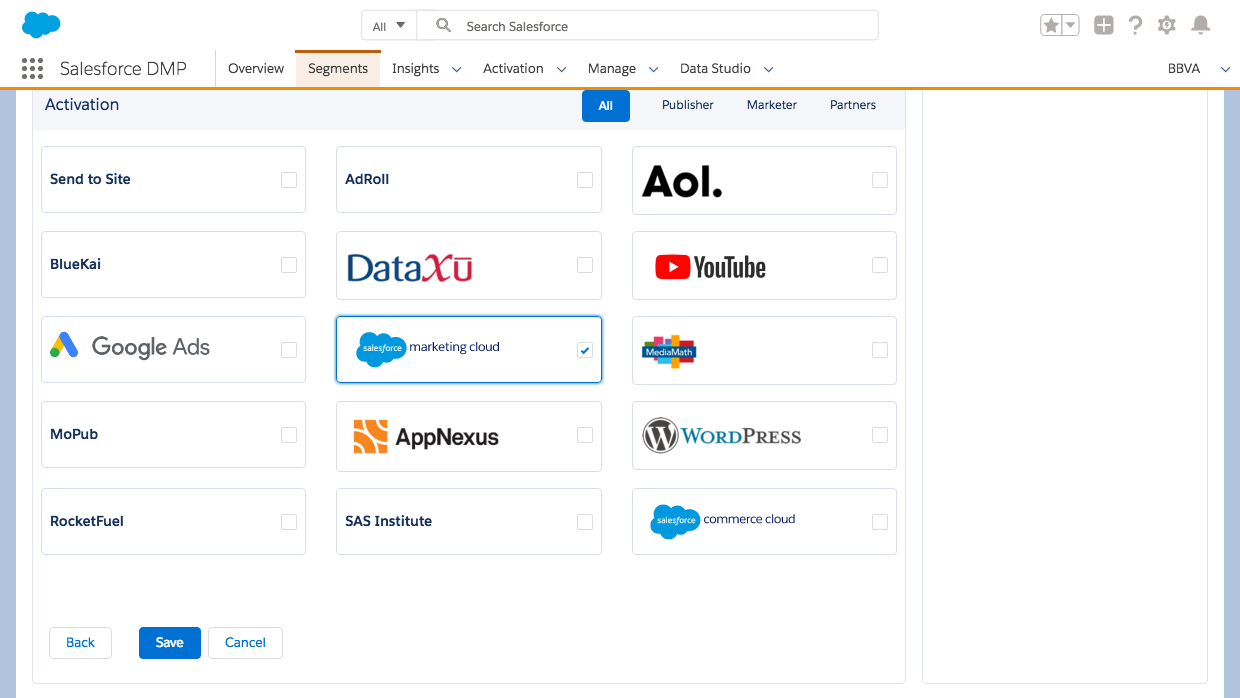 All
Search Salesforce
Salesforce DMP
Overview
Segments
Insights
Activation
Manage
Data Studio
BBVA
Activation
All
Publisher
Marketer
Partners
Send to Site
AdRoll
Aol.
BlueKai
DataXū
YouTube
Google Ads
salesforce marketing cloud
MediaMath
MoPub
AppNexus
WORDPRESS
RocketFuel
SAS Institute
salesforce commerce cloud
Back
Save
Cancel